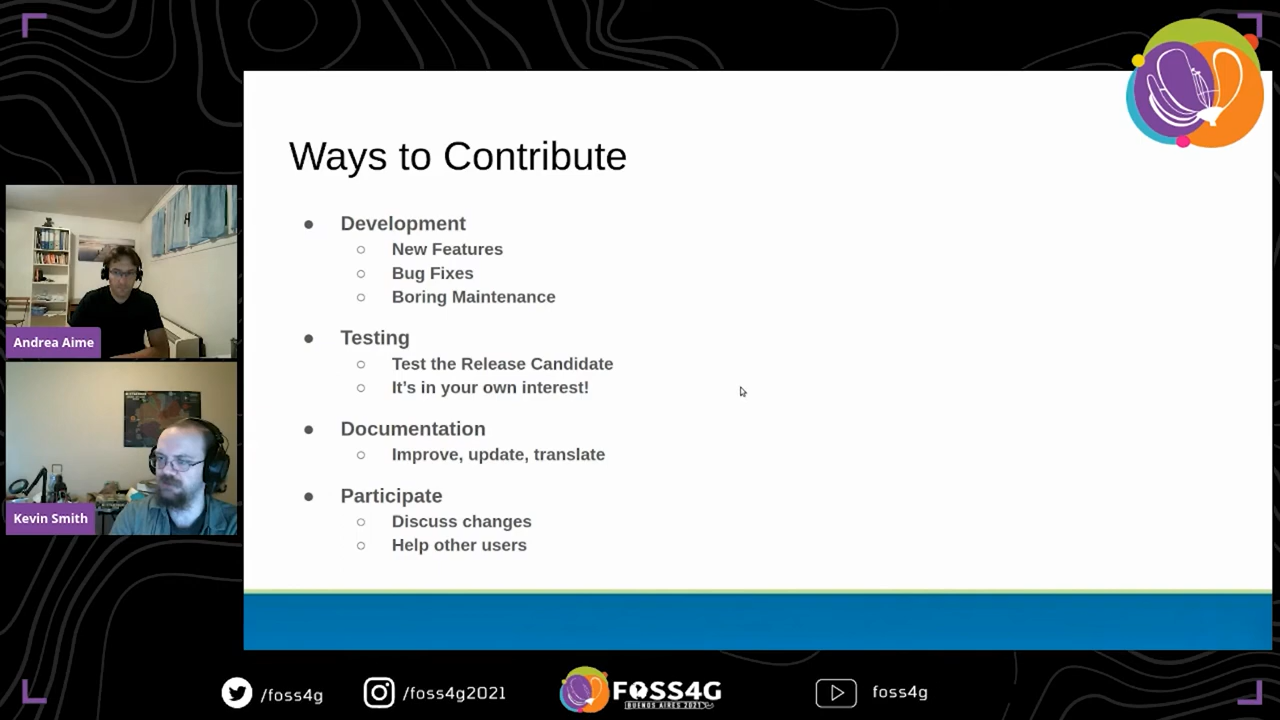 Ways to Contribute
Development
New Features
Bug Fixes
Boring Maintenance
Testing
Test the Release Candidate
It's in your own interest!
Documentation
Improve, update, translate
Participate
Discuss changes
Help other users
Andrea Aime
Kevin Smith
/foss4g
/foss4g2021
FOSS4G
BUENOS AIRES 2021
foss4g